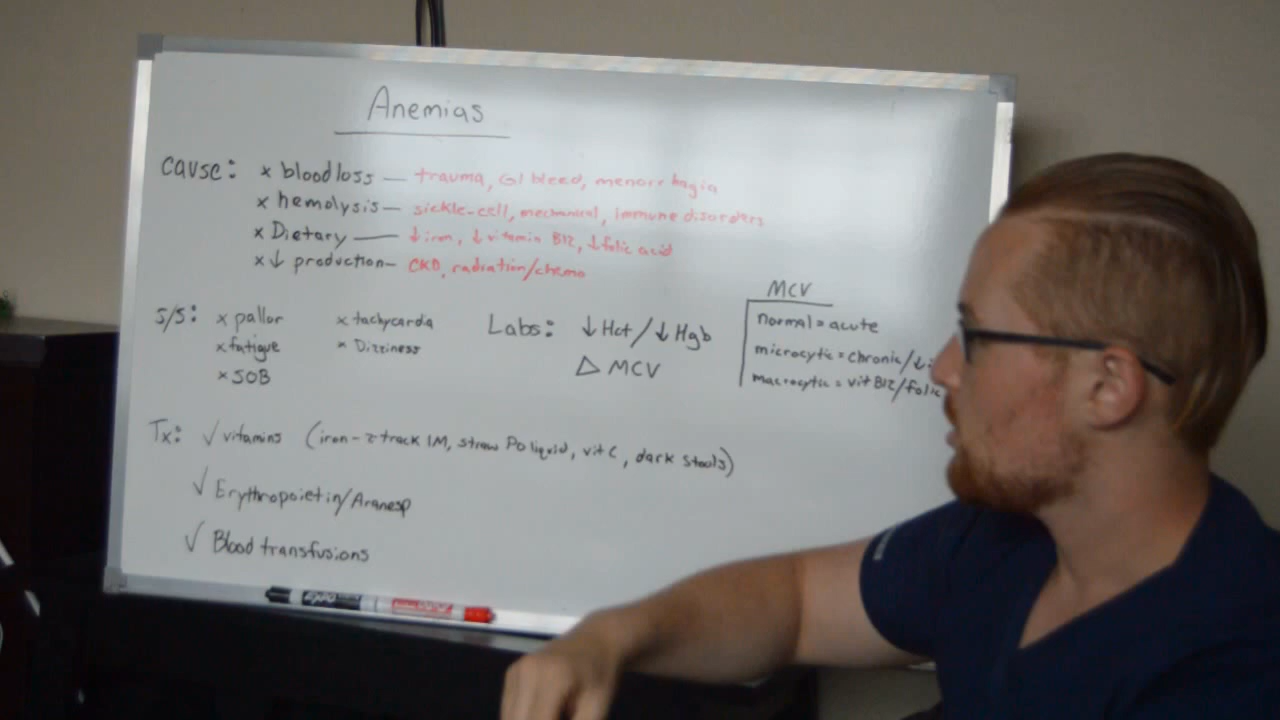 Anemias
cause: x bloodloss — trauma, GI bleed, menorrhagia
x hemolysis — sickle-cell, mechanical, immune disorders
x Dietary — ↓iron, ↓vitamin B12, ↓folic acid
x ↓ production — CKD, radiation/chemo
S/S: x pallor x tachycardia
x fatigue x Dizziness
x SOB
Labs: ↓Hct/↓Hgb
△ MCV
MCV
normal = acute
microcytic = chronic/↓
macrocytic = vit B12/folic
Tx: √ vitamins (iron - z-track IM, straw PO liquid, vit C, dark stools)
√ Erythropoietin/Aranesp
√ Blood transfusions